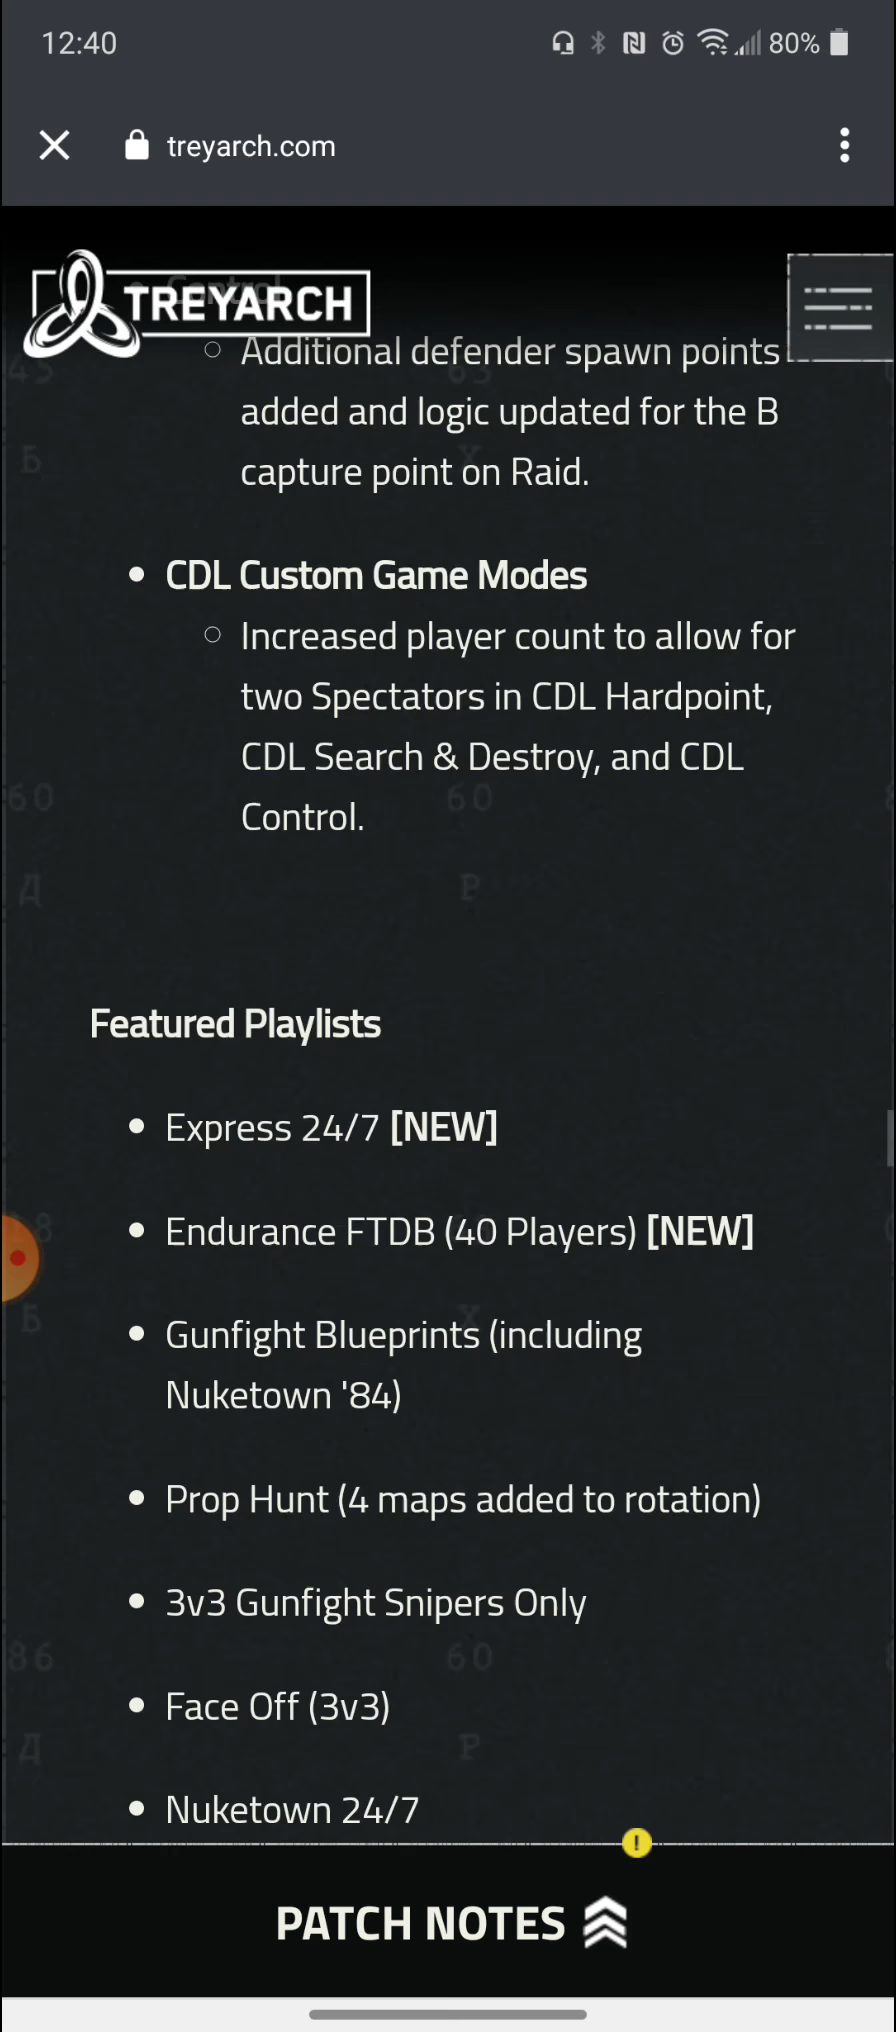 12:40
80%
treyarch.com
Control
TREYARCH
Additional defender spawn points
added and logic updated for the B
capture point on Raid.
CDL Custom Game Modes
Increased player count to allow for
two Spectators in CDL Hardpoint,
CDL Search & Destroy, and CDL
Control.
Featured Playlists
Express 24/7 [NEW]
Endurance FTDB (40 Players) [NEW]
Gunfight Blueprints (including
Nuketown '84)
Prop Hunt (4 maps added to rotation)
3v3 Gunfight Snipers Only
Face Off (3v3)
Nuketown 24/7
PATCH NOTES